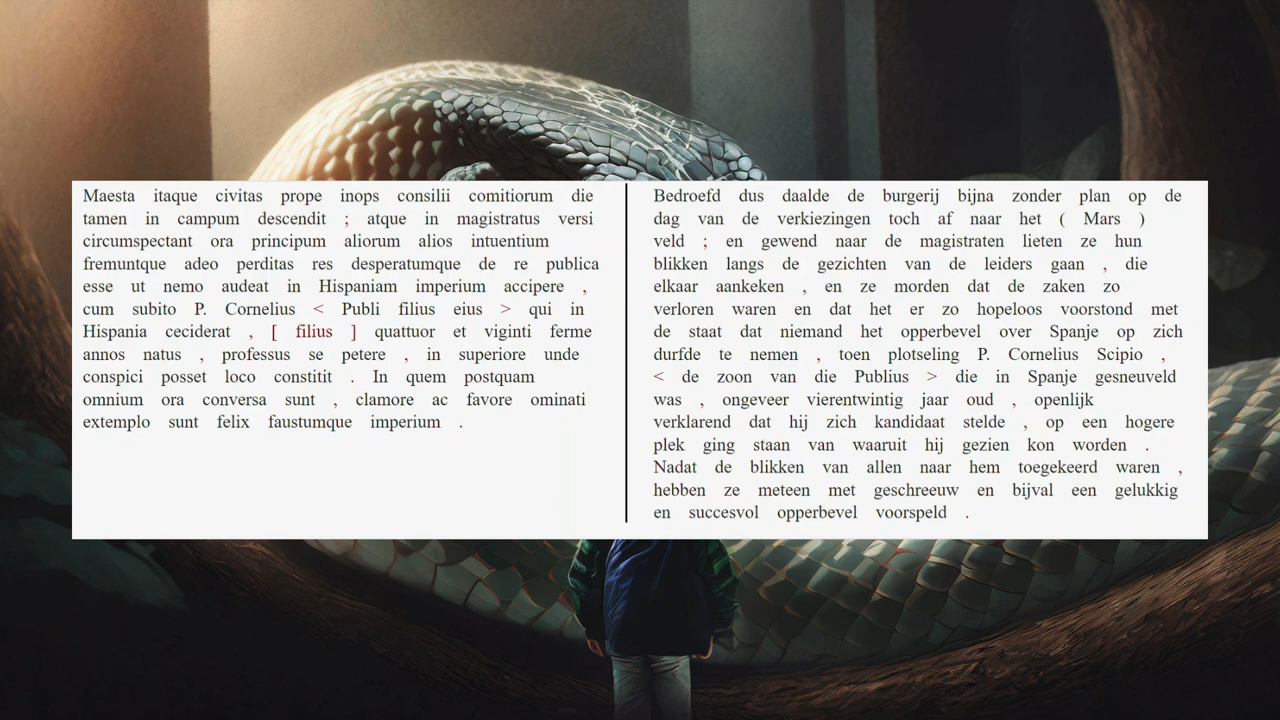 Maesta itaque civitas prope inops consilii comitiorum die
tamen in campum descendit ; atque in magistratus versi
circumspectant ora principum aliorum alios intuentium
fremuntque adeo perditas res desperatumque de re publica
esse ut nemo audeat in Hispaniam imperium accipere ,
cum subito P. Cornelius < Publi filius eius > qui in
Hispania ceciderat , [ filius ] quattuor et viginti ferme
annos natus , professus se petere , in superiore unde
conspici posset loco constitit . In quem postquam
omnium ora conversa sunt , clamore ac favore ominati
extemplo sunt felix faustumque imperium .
Bedroefd dus daalde de burgerij bijna zonder plan op de
dag van de verkiezingen toch af naar het ( Mars )
veld ; en gewend naar de magistraten lieten ze hun
blikken langs de gezichten van de leiders gaan , die
elkaar aankeken , en ze morden dat de zaken zo
verloren waren en dat het er zo hopeloos voorstond met
de staat dat niemand het opperbevel over Spanje op zich
durfde te nemen , toen plotseling P. Cornelius Scipio ,
< de zoon van die Publius > die in Spanje gesneuveld
was , ongeveer vierentwintig jaar oud , openlijk
verklarend dat hij zich kandidaat stelde , op een hogere
plek ging staan van waaruit hij gezien kon worden .
Nadat de blikken van allen naar hem toegekeerd waren ,
hebben ze meteen met geschreeuw en bijval een gelukkig
en succesvol opperbevel voorspeld .